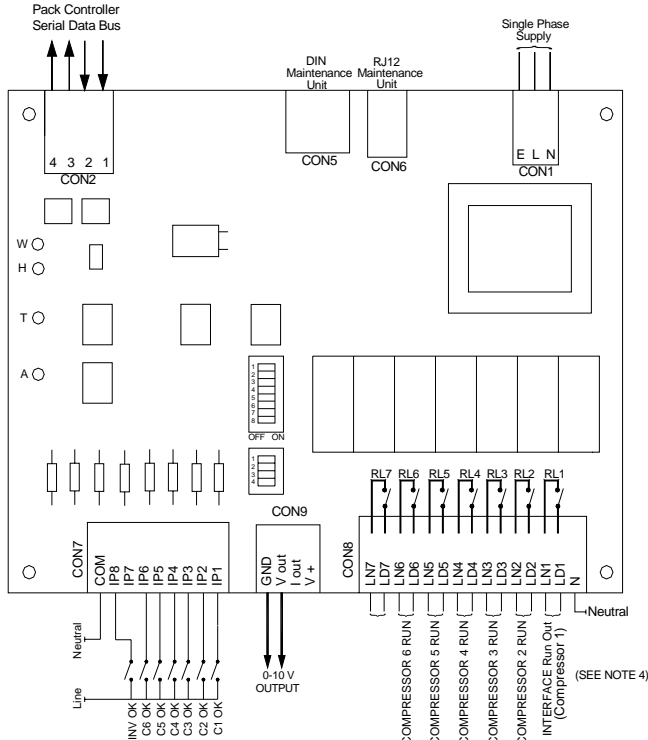 Pack Controller
Serial Data Bus
Single Phase
Supply
DIN
Maintenance
Unit
RJ12
Maintenance
Unit
4 3 2 1
CON2
CON5
CON6
E L N
CON1
W
H
T
A
1
2
3
4
5
6
7
8
OFF ON
1
2
3
4
RL7
RL6
RL5
RL4
RL3
RL2
RL1
CON7
COM
IP8
IP7
IP6
IP5
IP4
IP3
IP2
IP1
CON9
GND
V out
I out
V +
CON8
LN7
LD7
LN6
LD6
LN5
LD5
LN4
LD4
LN3
LD3
LN2
LD2
LN1
LD1
N
Neutral
Neutral
Line
INV OK
C6 OK
C5 OK
C4 OK
C3 OK
C2 OK
C1 OK
0-10 V
OUTPUT
COMPRESSOR 6 RUN
COMPRESSOR 5 RUN
COMPRESSOR 4 RUN
COMPRESSOR 3 RUN
COMPRESSOR 2 RUN
INTERFACE Run Out
(Compressor 1)
(SEE NOTE 4)